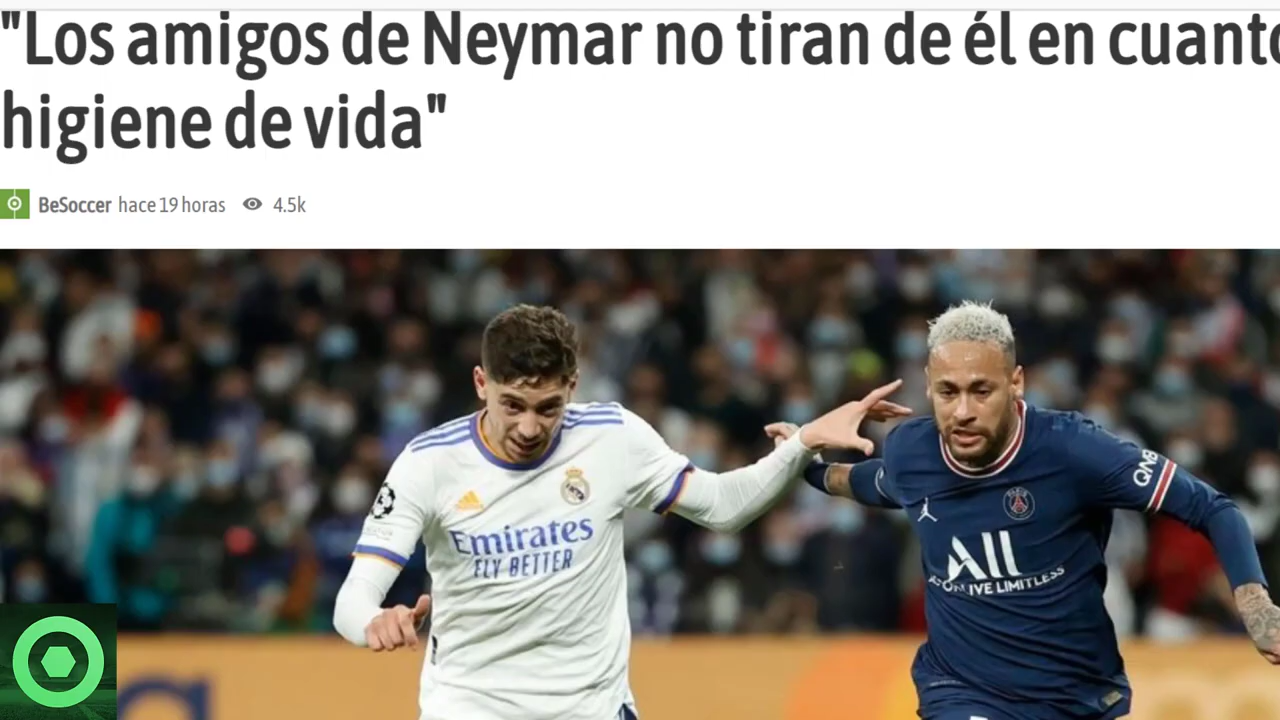 "Los amigos de Neymar no tiran de él en cuanto
higiene de vida"
BeSoccer hace 19 horas 4.5k
Emirates
FLY BETTER
QNB
ALL
LIVE LIMITLESS